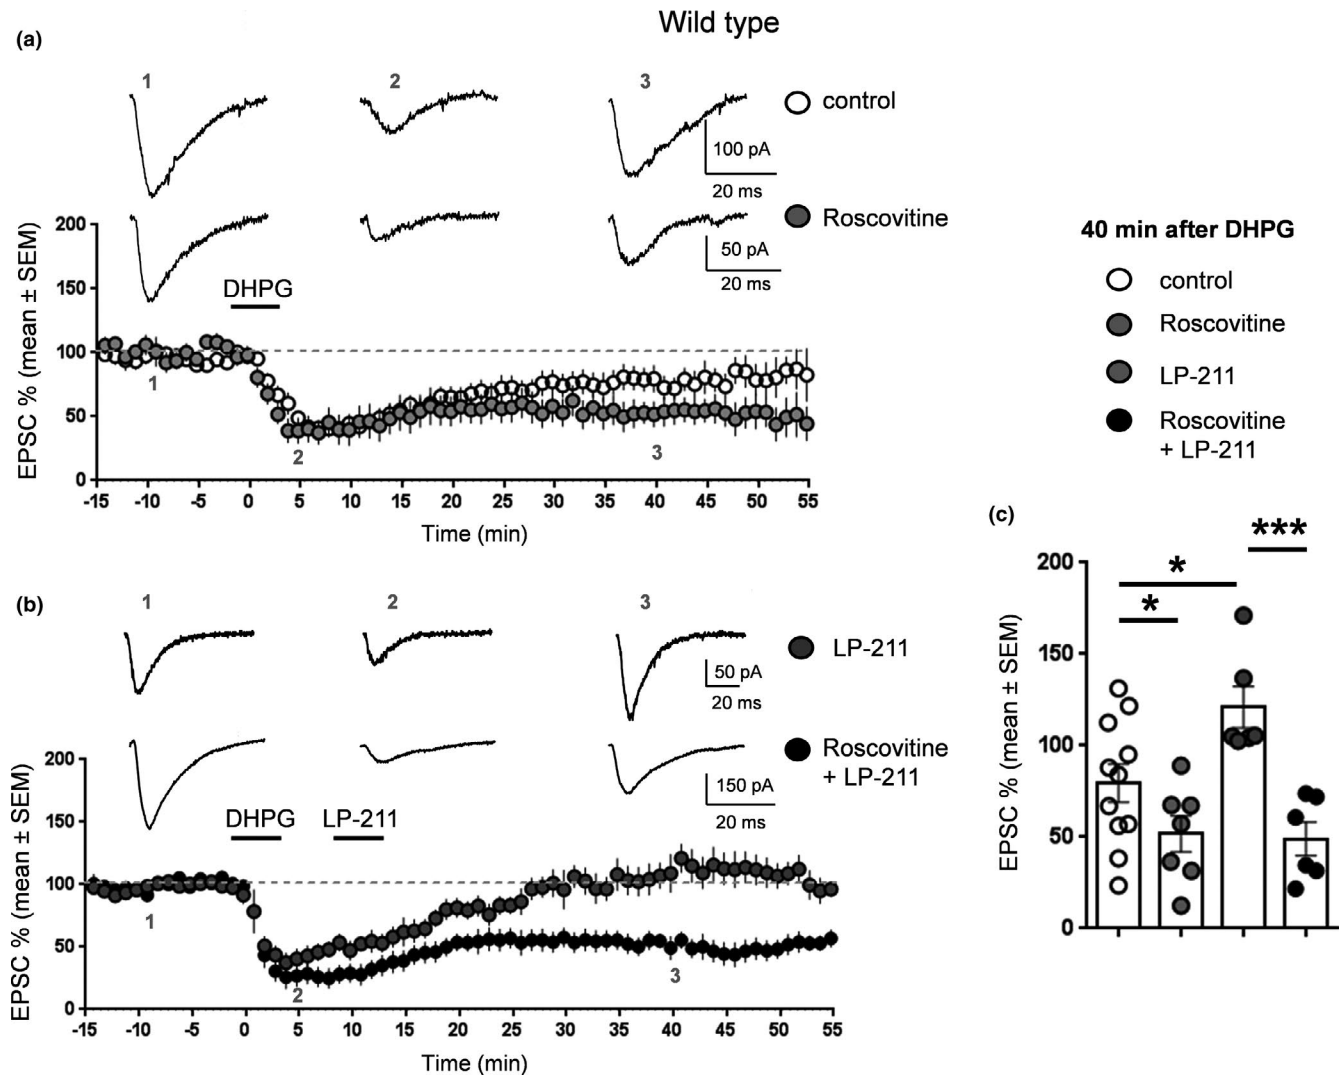 Wild type
(a)
1
2
3
control
100 pA
20 ms
Roscovitine
50 pA
20 ms
DHPG
EPSC % (mean ± SEM)
200
150
100
50
0
1
2
3
-15 -10 -5 0 5 10 15 20 25 30 35 40 45 50 55
Time (min)
(b)
1
2
3
LP-211
50 pA
20 ms
Roscovitine
+ LP-211
150 pA
20 ms
DHPG
LP-211
EPSC % (mean ± SEM)
200
150
100
50
0
1
2
3
-15 -10 -5 0 5 10 15 20 25 30 35 40 45 50 55
Time (min)
40 min after DHPG
control
Roscovitine
LP-211
Roscovitine
+ LP-211
(c)
***
*
*
EPSC % (mean ± SEM)
200
150
100
50
0